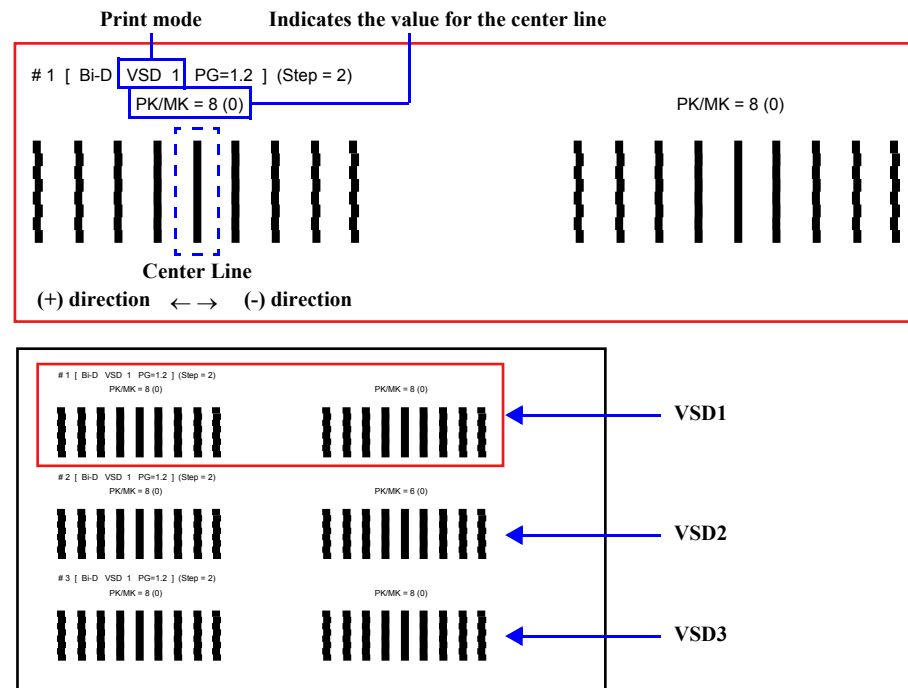 Print mode
Indicates the value for the center line
# 1 [ Bi-D VSD 1 PG=1.2 ] (Step = 2)
PK/MK = 8 (0)
PK/MK = 8 (0)
Center Line
(+) direction ← → (-) direction
# 1 [ Bi-D VSD 1 PG=1.2 ] (Step = 2)
PK/MK = 8 (0)
PK/MK = 8 (0)
VSD1
# 2 [ Bi-D VSD 1 PG=1.2 ] (Step = 2)
PK/MK = 8 (0)
PK/MK = 6 (0)
VSD2
# 3 [ Bi-D VSD 1 PG=1.2 ] (Step = 2)
PK/MK = 8 (0)
PK/MK = 8 (0)
VSD3